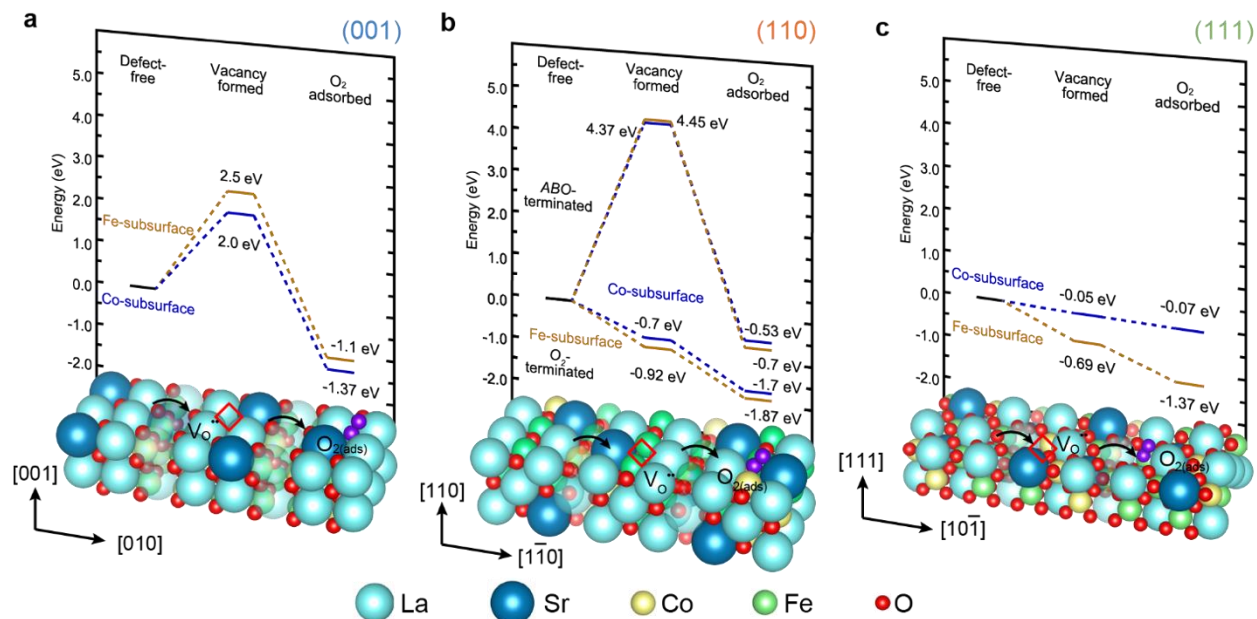 a
(001)
Defect-
free
Vacancy
formed
O2
adsorbed
Energy (eV)
5.0
4.0
3.0
2.0
1.0
0.0
-1.0
-2.0
2.5 eV
Fe-subsurface
2.0 eV
Co-subsurface
-1.1 eV
-1.37 eV
VO··
O2(ads)
[001]
[010]
b
(110)
Defect-
free
Vacancy
formed
O2
adsorbed
Energy (eV)
5.0
4.0
3.0
2.0
1.0
0.0
-1.0
-2.0
4.37 eV
4.45 eV
ABO-
terminated
Co-subsurface
-0.7 eV
-0.53 eV
Fe-subsurface
-0.7 eV
O2-
terminated
-0.92 eV
-1.7 eV
-1.87 eV
VO··
O2(ads)
[110]
[11̅0]
c
(111)
Defect-
free
Vacancy
formed
O2
adsorbed
Energy (eV)
5.0
4.0
3.0
2.0
1.0
0.0
-1.0
-2.0
Co-subsurface
-0.05 eV
-0.07 eV
Fe-subsurface
-0.69 eV
-1.37 eV
VO··
O2(ads)
[111]
[101̅]
La
Sr
Co
Fe
O